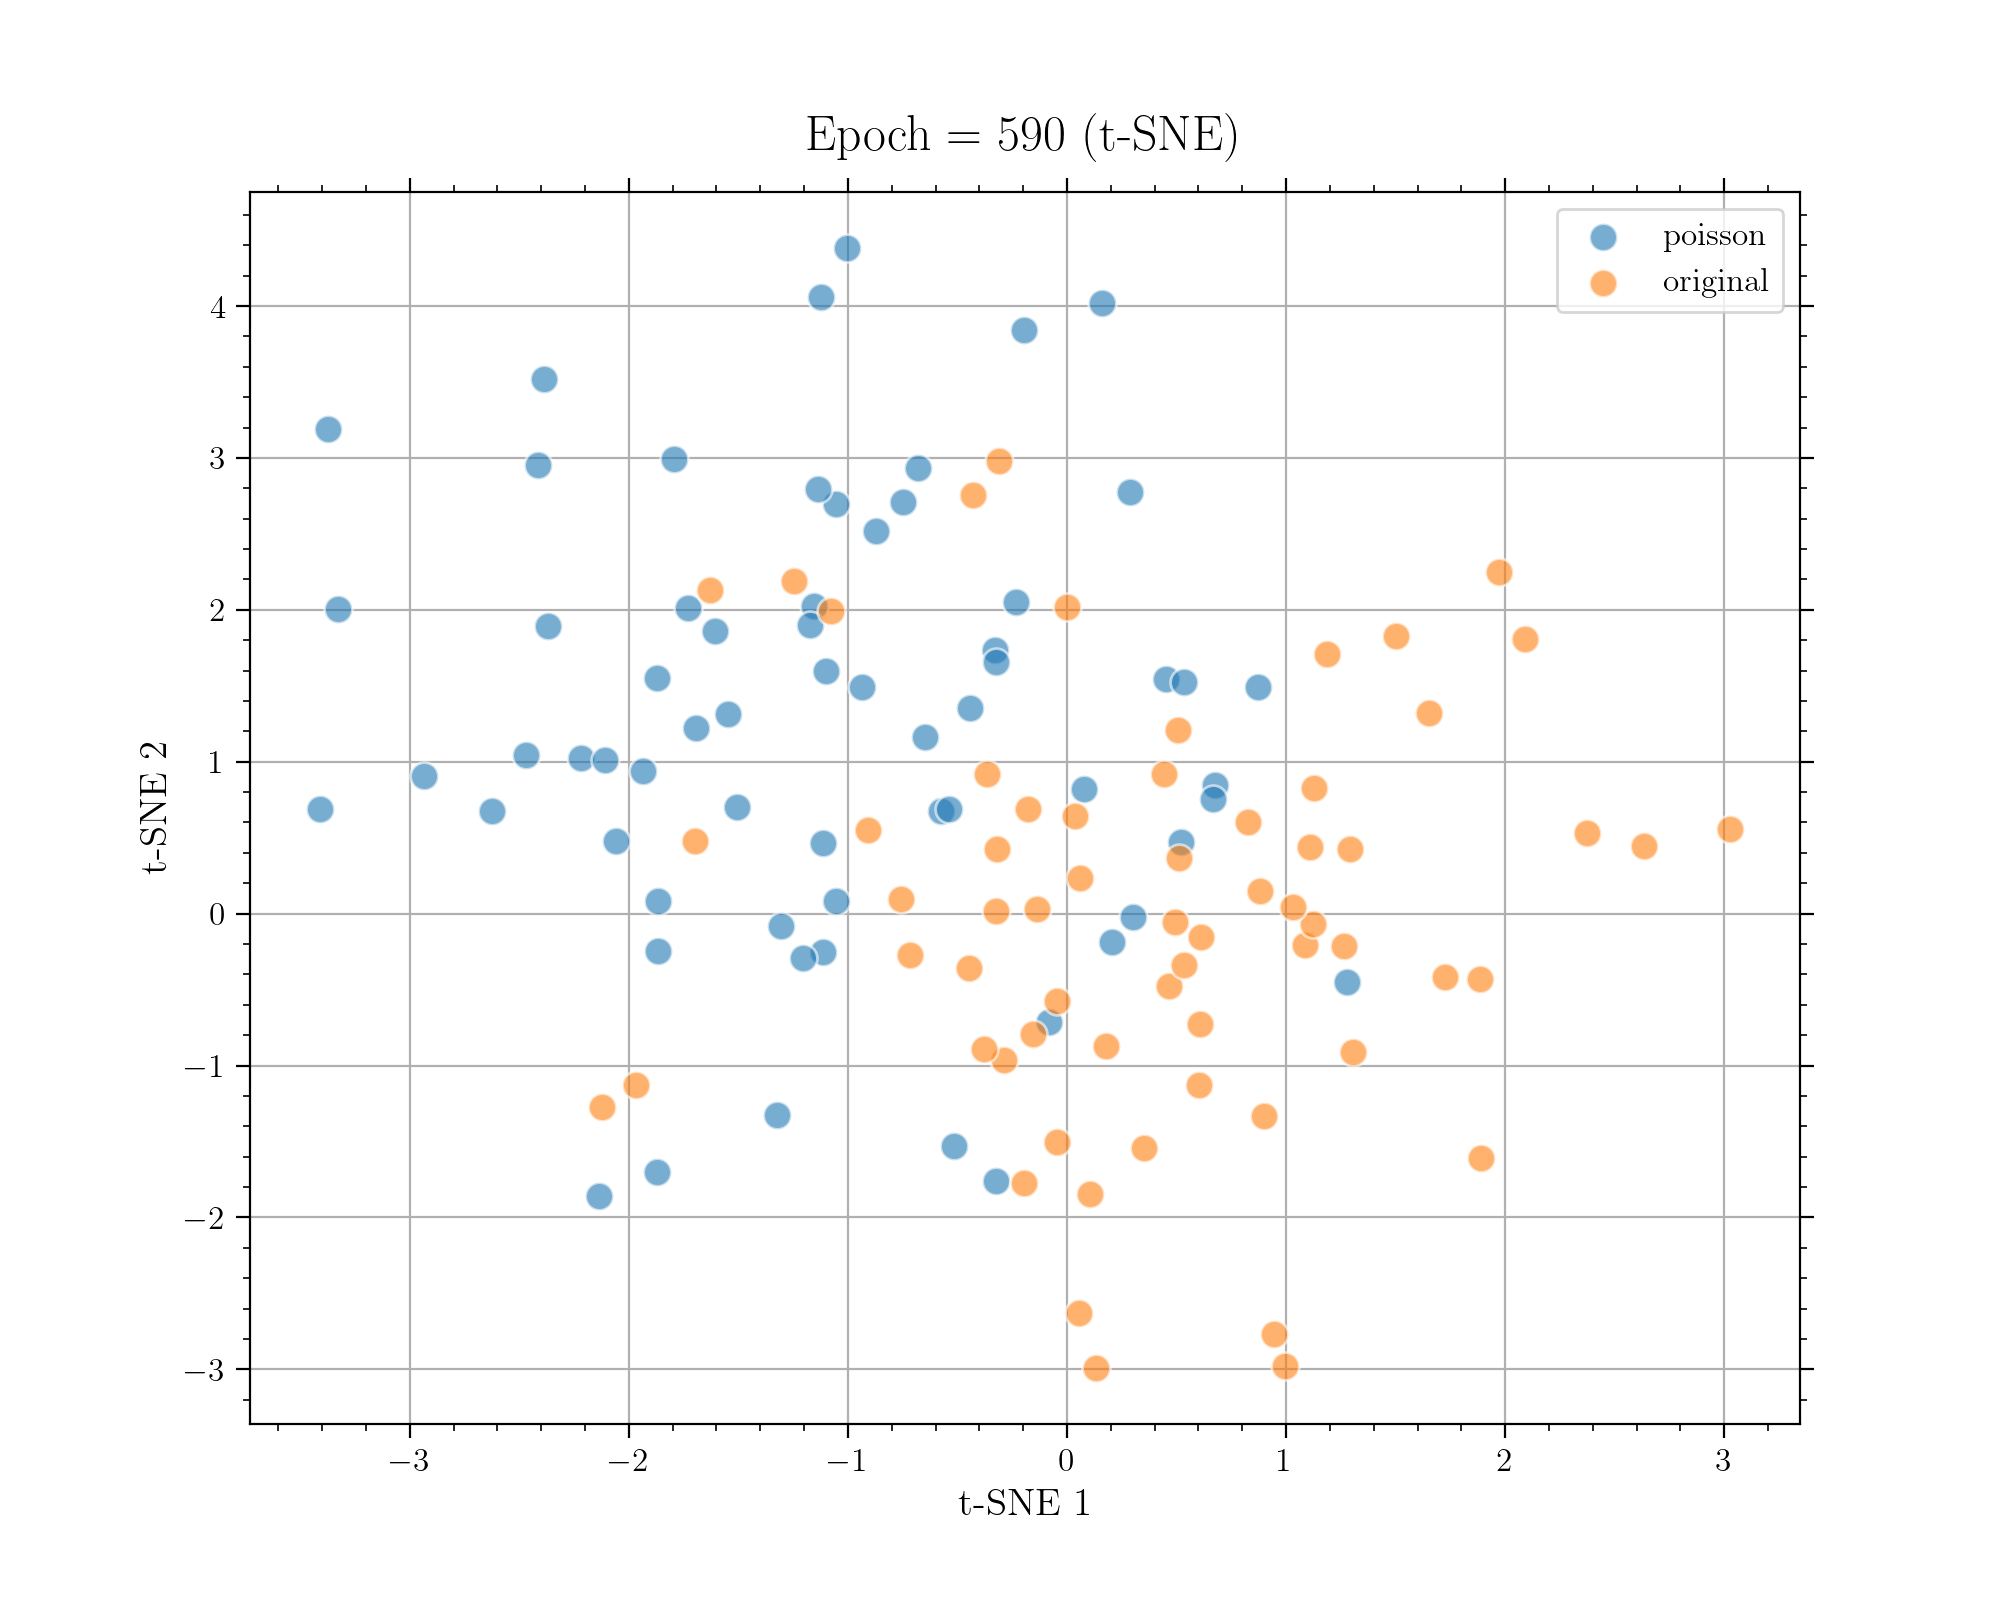 Epoch = 590 (t-SNE)
poisson
original
4
3
2
1
0
−1
−2
−3
t-SNE 2
−3 −2 −1 0 1 2 3
t-SNE 1